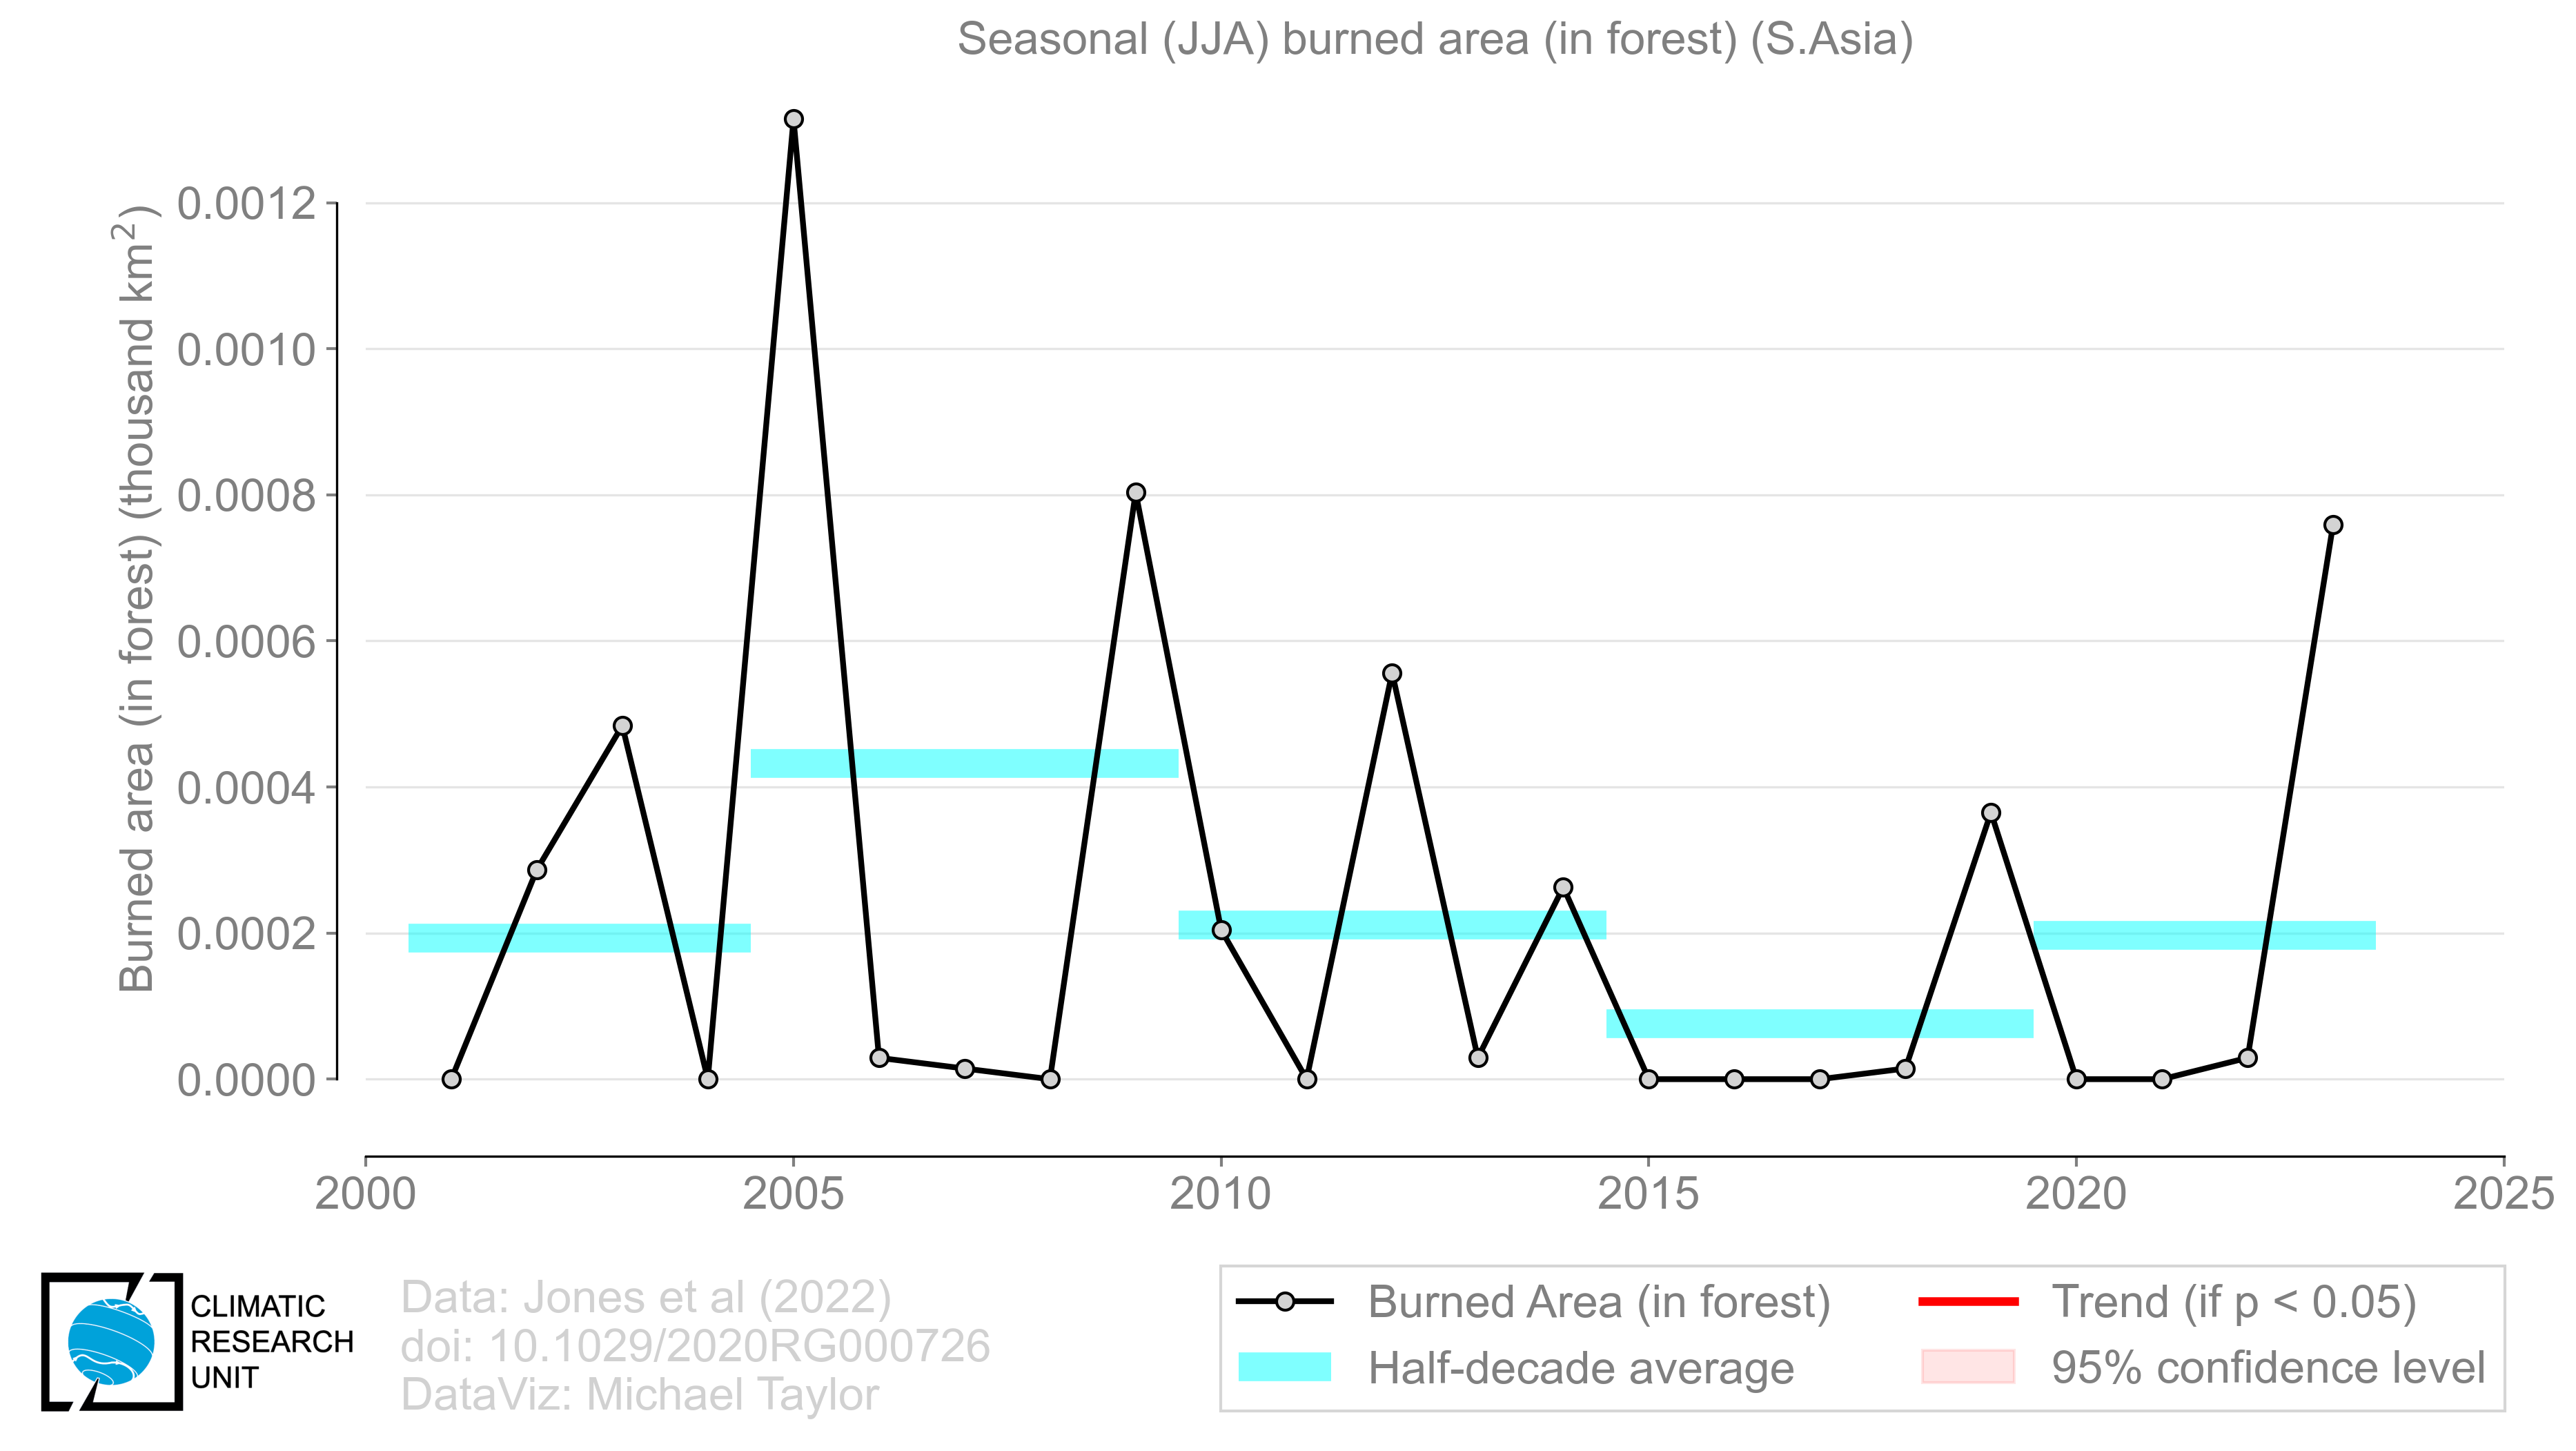 Seasonal (JJA) burned area (in forest) (S.Asia)
Burned area (in forest) (thousand km²)
0.0012
0.0010
0.0008
0.0006
0.0004
0.0002
0.0000
2000 2005 2010 2015 2020 2025
CLIMATIC
RESEARCH
UNIT
Data: Jones et al (2022)
doi: 10.1029/2020RG000726
DataViz: Michael Taylor
Burned Area (in forest)
Half-decade average
Trend (if p < 0.05)
95% confidence level